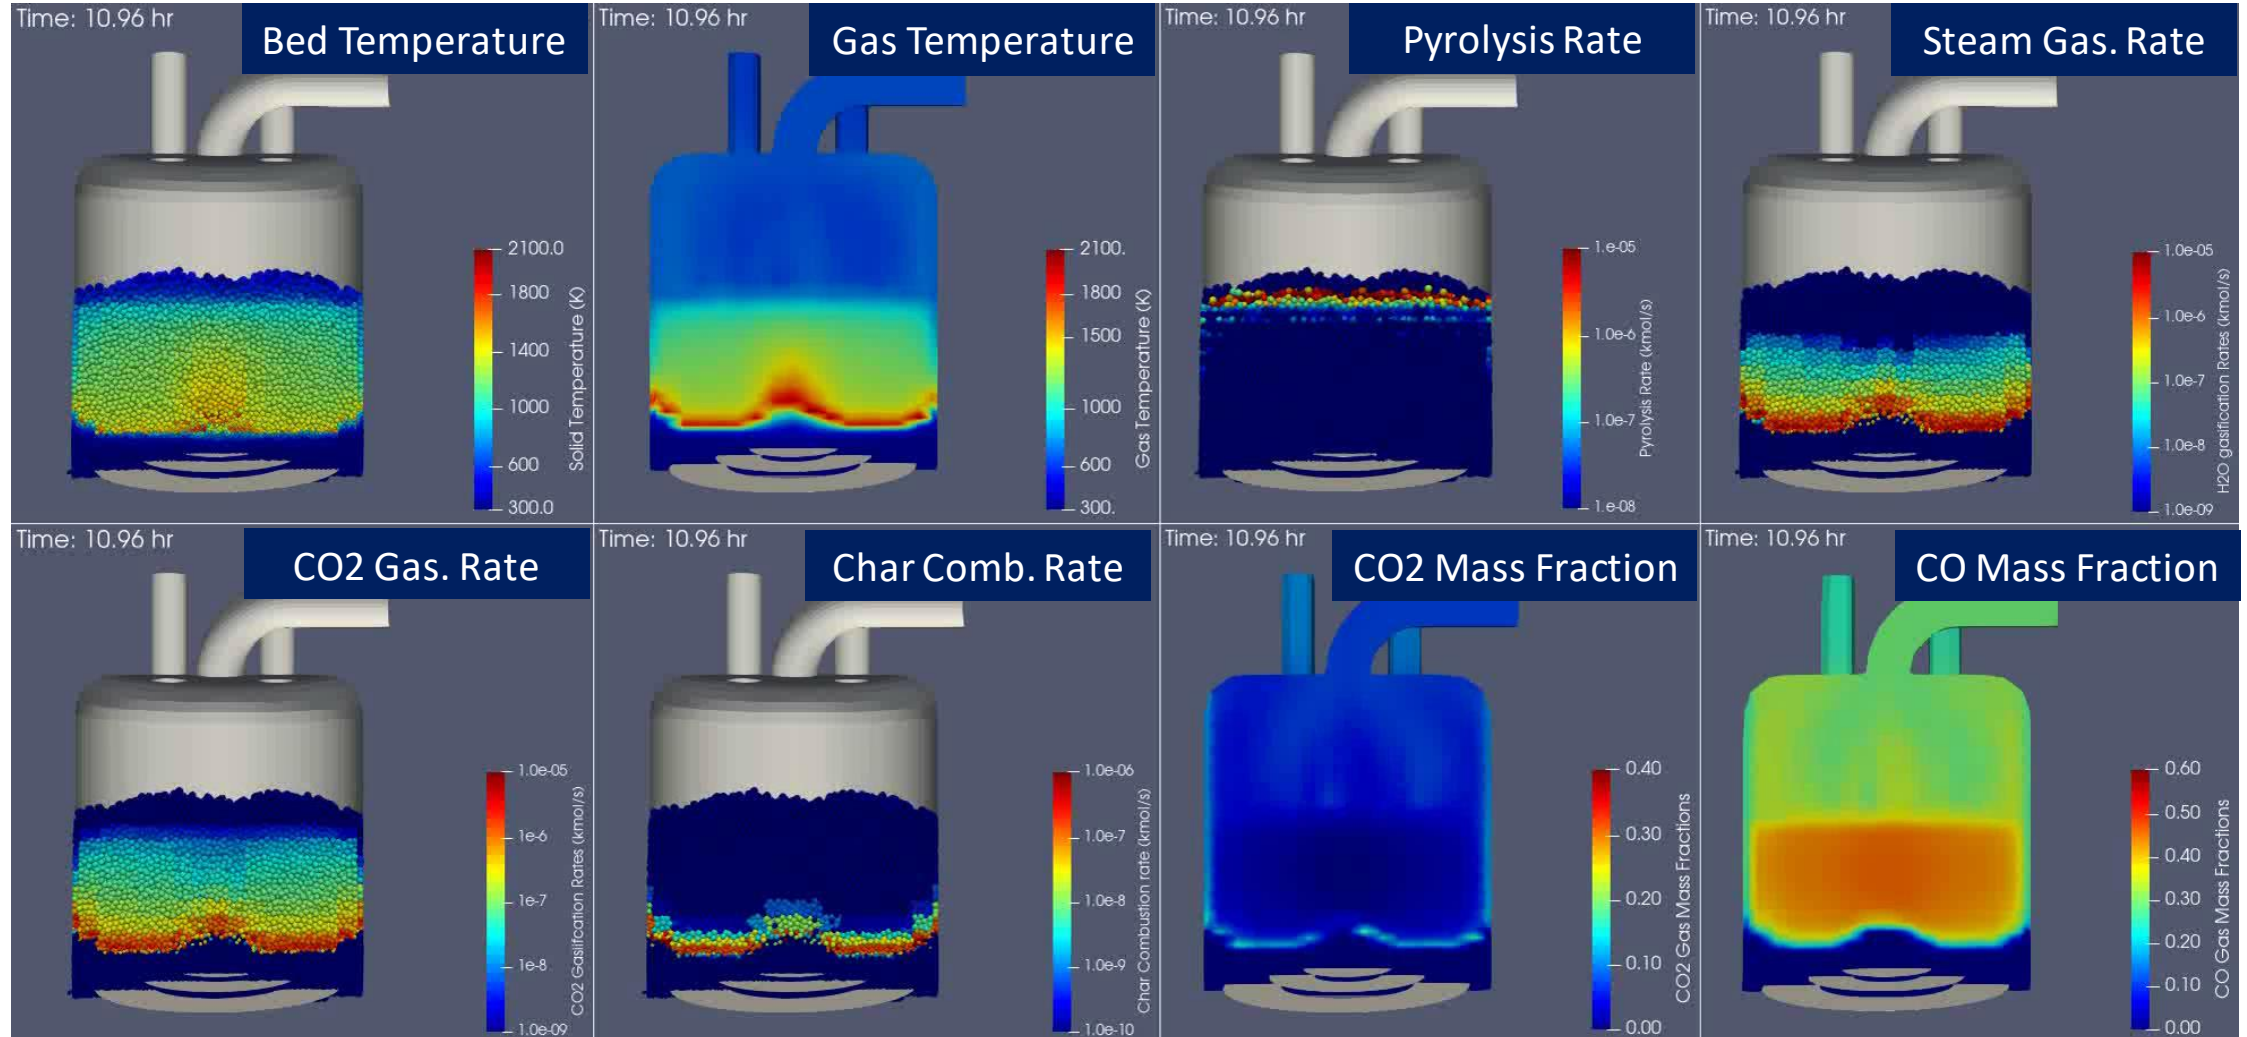 Time: 10.96 hr
Bed Temperature
2100.0
1800
1400
1000
600
300.0
Solid Temperature (K)
Time: 10.96 hr
Gas Temperature
2100.
1800
1500
1000
600
300.
Gas Temperature (K)
Time: 10.96 hr
Pyrolysis Rate
1.e-05
1.0e-6
1.0e-7
1.e-08
Pyrolysis Rate (kmol/s)
Time: 10.96 hr
Steam Gas. Rate
1.0e-05
1.0e-6
1.0e-7
1.0e-8
1.0e-09
H2O gasification Rates (kmol/s)
Time: 10.96 hr
CO2 Gas. Rate
1.0e-05
1e-6
1e-7
1e-8
1.0e-09
CO2 Gasiifcation Rates (kmol/s)
Time: 10.96 hr
Char Comb. Rate
1.0e-06
1.0e-7
1.0e-8
1.0e-9
1.0e-10
Char Combustion rate (kmol/s)
Time: 10.96 hr
CO2 Mass Fraction
0.40
0.30
0.20
0.10
0.00
CO2 Gas Mass Fractions
Time: 10.96 hr
CO Mass Fraction
0.60
0.50
0.40
0.30
0.20
0.10
0.00
CO Gas Mass Fractions